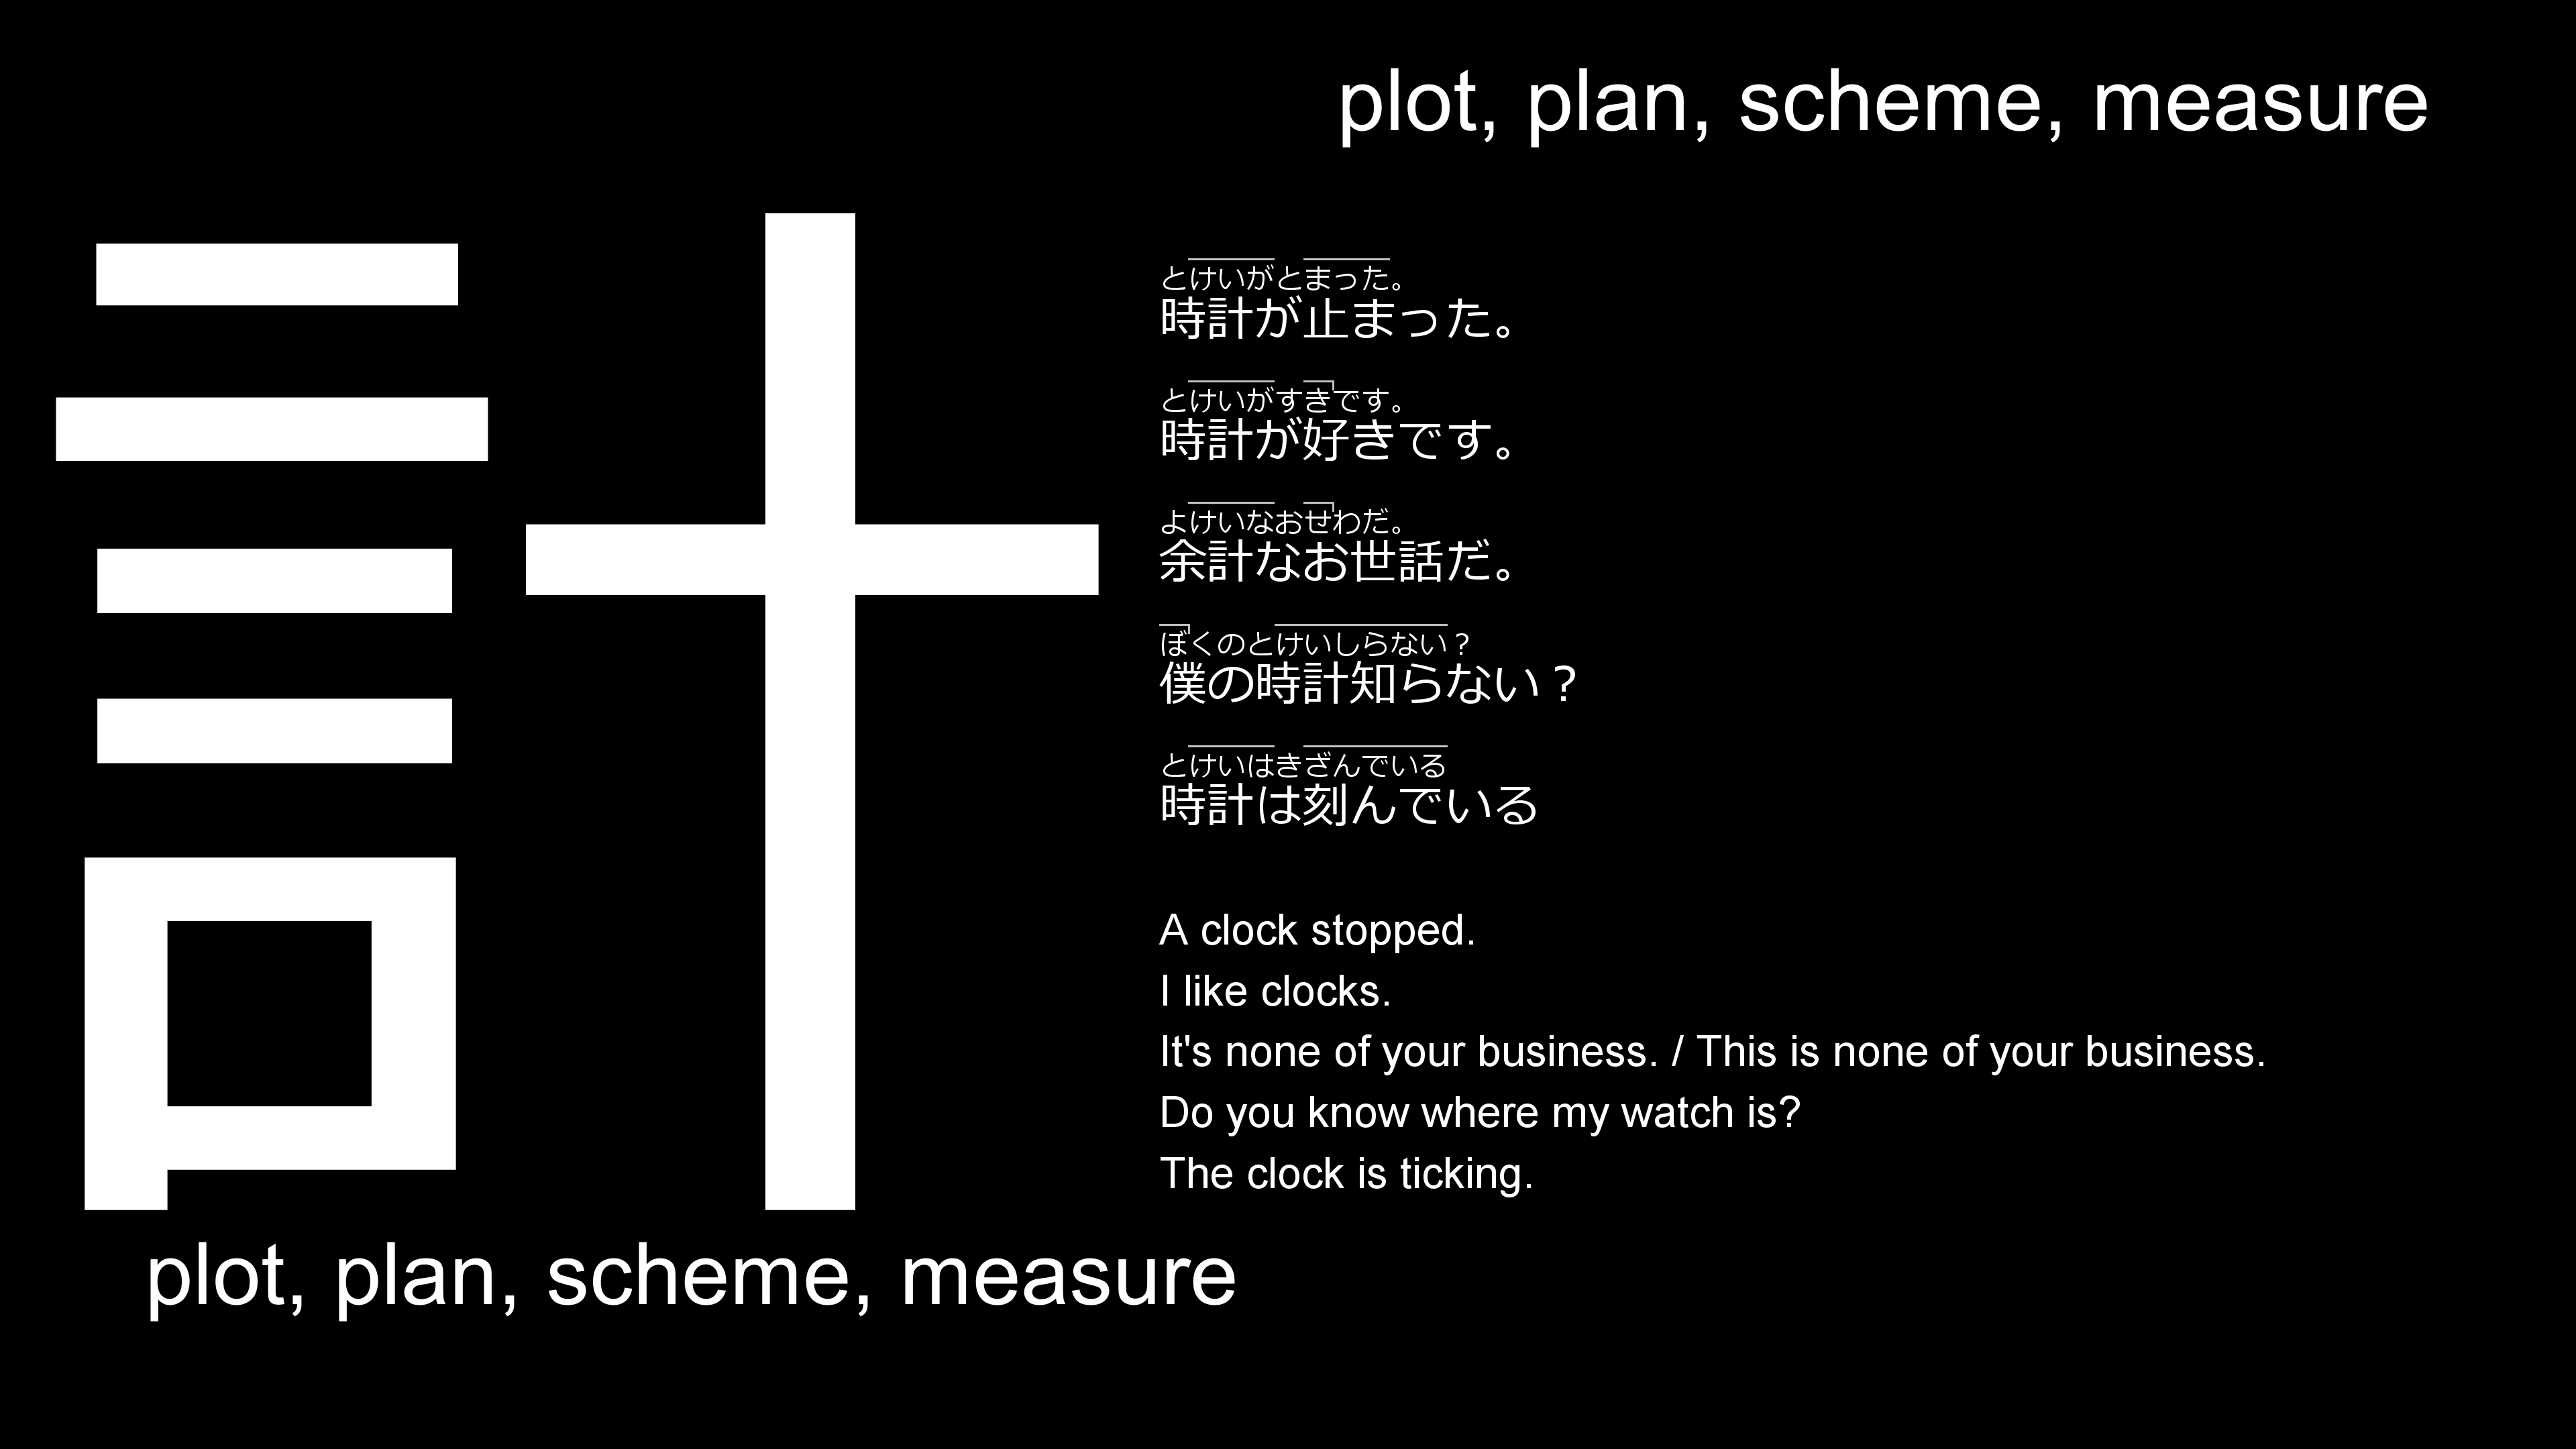 plot, plan, scheme, measure
計
とけいがとまった。
時計が止まった。
とけいがすきです。
時計が好きです。
よけいなおせわだ。
余計なお世話だ。
ぼくのとけいしらない？
僕の時計知らない？
とけいはきざんでいる
時計は刻んでいる
A clock stopped.
I like clocks.
It's none of your business. / This is none of your business.
Do you know where my watch is?
The clock is ticking.
plot, plan, scheme, measure